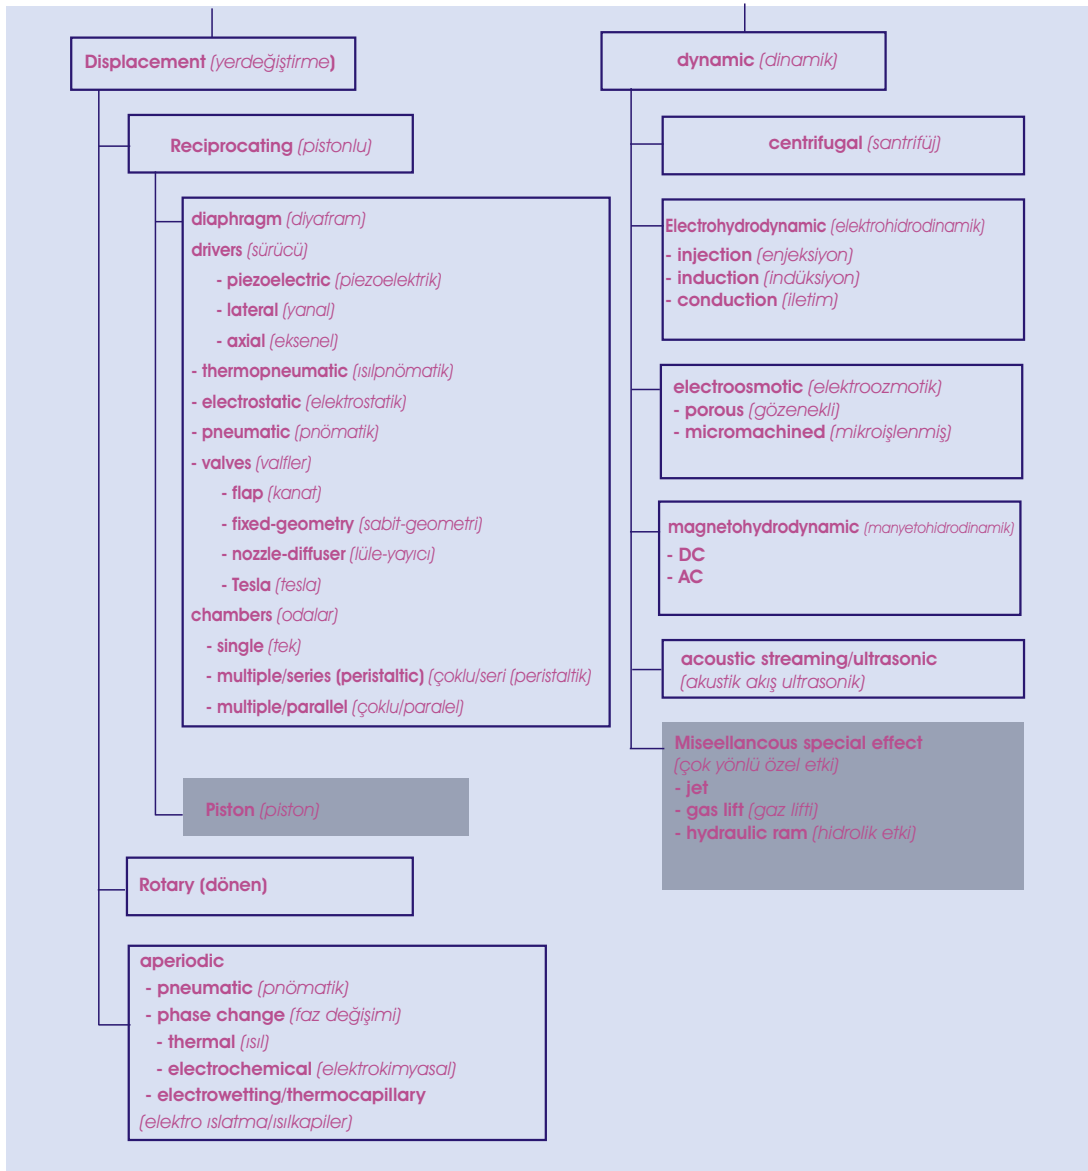 Displacement (yerdeğiştirme)
Reciprocating (pistonlu)
diaphragm (diyafram)
drivers (sürücü)
- piezoelectric (piezoelektrik)
- lateral (yanal)
- axial (eksenel)
- thermopneumatic (ısılpnömatik)
- electrostatic (elektrostatik)
- pneumatic (pnömatik)
- valves (valfler)
- flap (kanat)
- fixed-geometry (sabit-geometri)
- nozzle-diffuser (lüle-yayıcı)
- Tesla (tesla)
chambers (odalar)
- single (tek)
- multiple/series (peristaltic) (çoklu/seri (peristaltik)
- multiple/parallel (çoklu/paralel)
Piston (piston)
Rotary (dönen)
aperiodic
- pneumatic (pnömatik)
- phase change (faz değişimi)
- thermal (ısıl)
- electrochemical (elektrokimyasal)
- electrowetting/thermocapillary
(elektro ıslatma/ısılkapiler)
dynamic (dinamik)
centrifugal (santrifüj)
Electrohydrodynamic (elektrohidrodinamik)
- injection (enjeksiyon)
- induction (indüksiyon)
- conduction (iletim)
electroosmotic (elektroozmotik)
- porous (gözenekli)
- micromachined (mikroişlenmiş)
magnetohydrodynamic (manyetohidrodinamik)
- DC
- AC
acoustic streaming/ultrasonic
(akustik akış ultrasonik)
Miseellancous special effect
(çok yönlü özel etki)
- jet
- gas lift (gaz lifti)
- hydraulic ram (hidrolik etki)